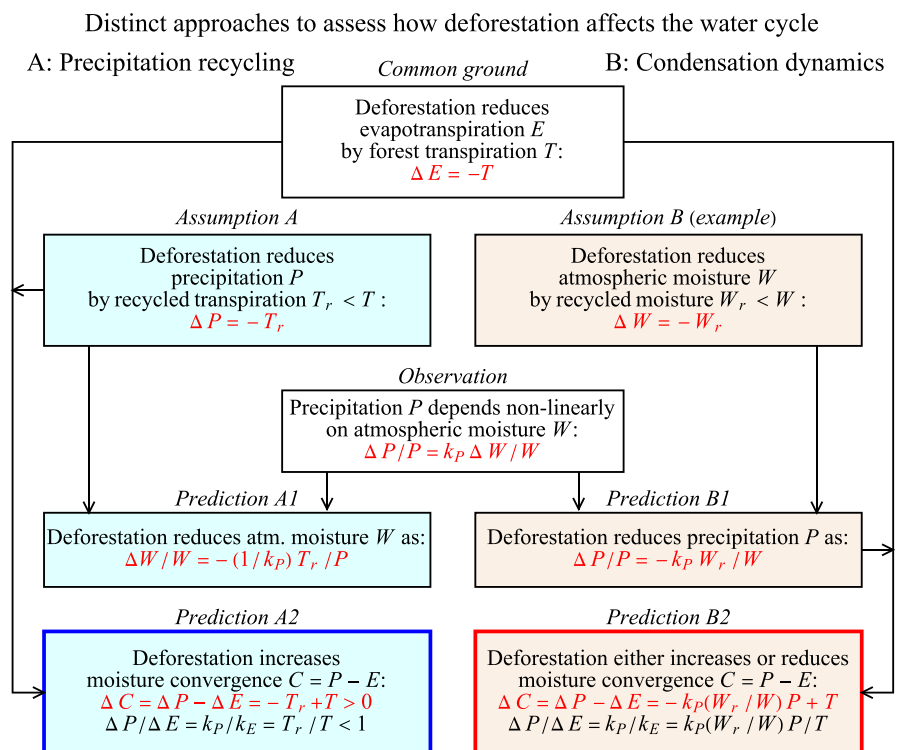 Distinct approaches to assess how deforestation affects the water cycle
A: Precipitation recycling
B: Condensation dynamics
Common ground
Deforestation reduces
evapotranspiration E
by forest transpiration T:
Δ E = −T
Assumption A
Deforestation reduces
precipitation P
by recycled transpiration T_r < T :
Δ P = − T_r
Assumption B (example)
Deforestation reduces
atmospheric moisture W
by recycled moisture W_r < W:
Δ W = − W_r
Observation
Precipitation P depends non-linearly
on atmospheric moisture W:
Δ P/P = k_P Δ W/W
Prediction A1
Deforestation reduces atm. moisture W as:
ΔW/W = − (1/k_P) T_r/P
Prediction B1
Deforestation reduces precipitation P as:
Δ P/P = − k_P W_r/W
Prediction A2
Deforestation increases
moisture convergence C = P − E:
Δ C = Δ P − Δ E = − T_r + T > 0
Δ P/Δ E = k_P/k_E = T_r/T < 1
Prediction B2
Deforestation either increases or reduces
moisture convergence C = P − E:
Δ C = Δ P − Δ E = − k_P(W_r/W) P + T
Δ P/Δ E = k_P/k_E = k_P(W_r/W) P/T